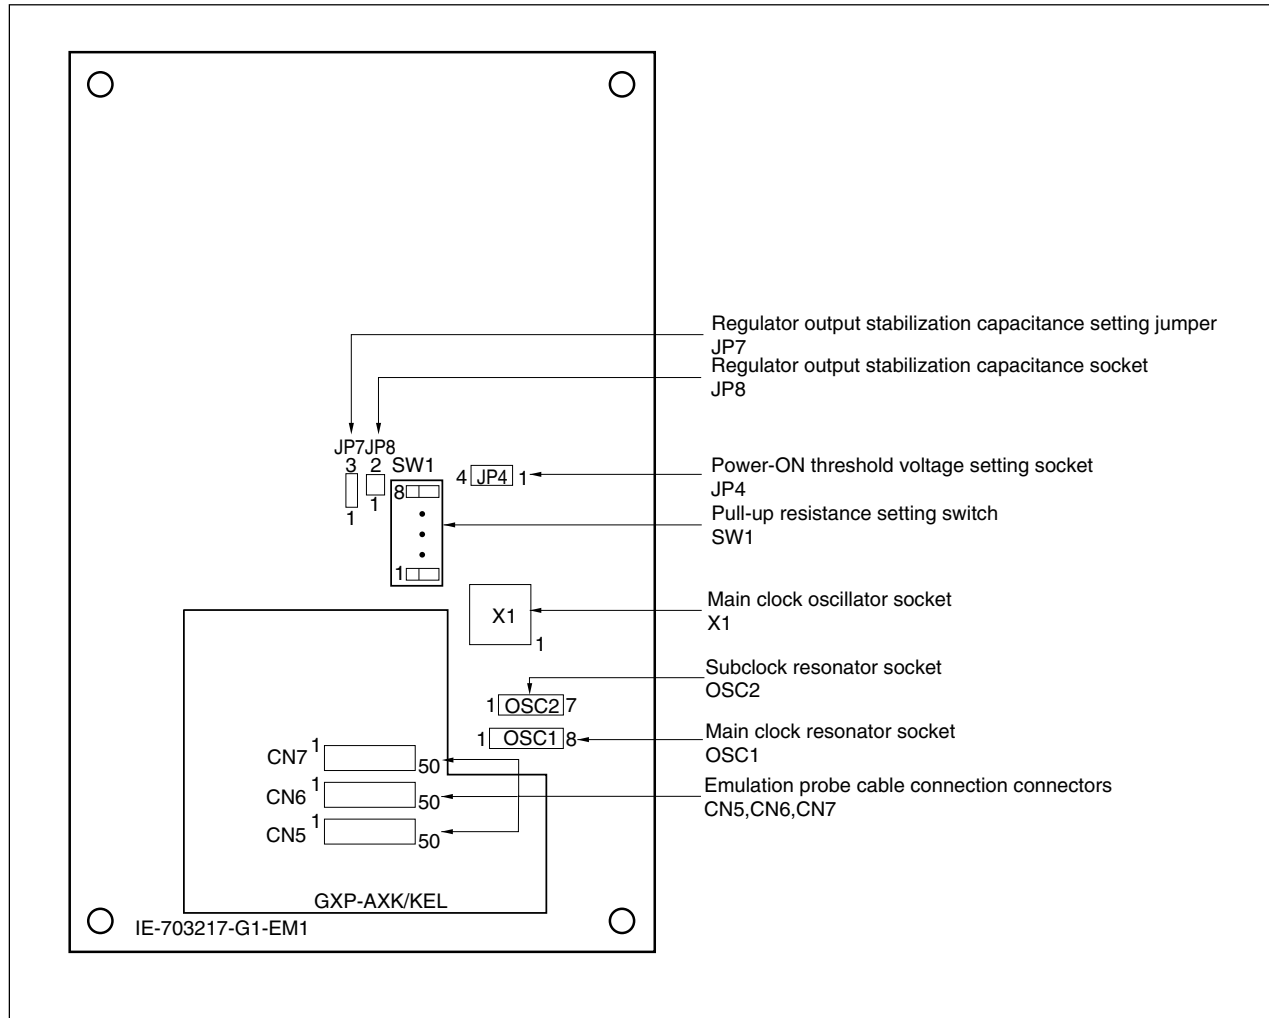 Regulator output stabilization capacitance setting jumper
JP7
Regulator output stabilization capacitance socket
JP8
JP7 JP8
3 2 SW1
1 1
8
1
4 JP4 1
Power-ON threshold voltage setting socket
JP4
Pull-up resistance setting switch
SW1
X1
1
Main clock oscillator socket
X1
Subclock resonator socket
OSC2
1 OSC2 7
1 OSC1 8
Main clock resonator socket
OSC1
CN7 1 50
CN6 1 50
CN5 1 50
Emulation probe cable connection connectors
CN5,CN6,CN7
GXP-AXK/KEL
IE-703217-G1-EM1